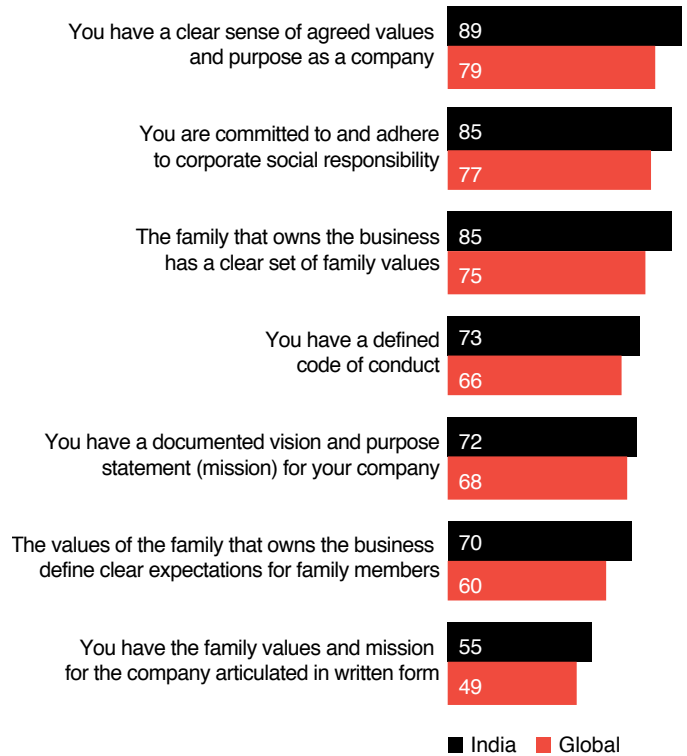 You have a clear sense of agreed values
and purpose as a company
89
79
You are committed to and adhere
to corporate social responsibility
85
77
The family that owns the business
has a clear set of family values
85
75
You have a defined
code of conduct
73
66
You have a documented vision and purpose
statement (mission) for your company
72
68
The values of the family that owns the business
define clear expectations for family members
70
60
You have the family values and mission
for the company articulated in written form
55
49
India Global